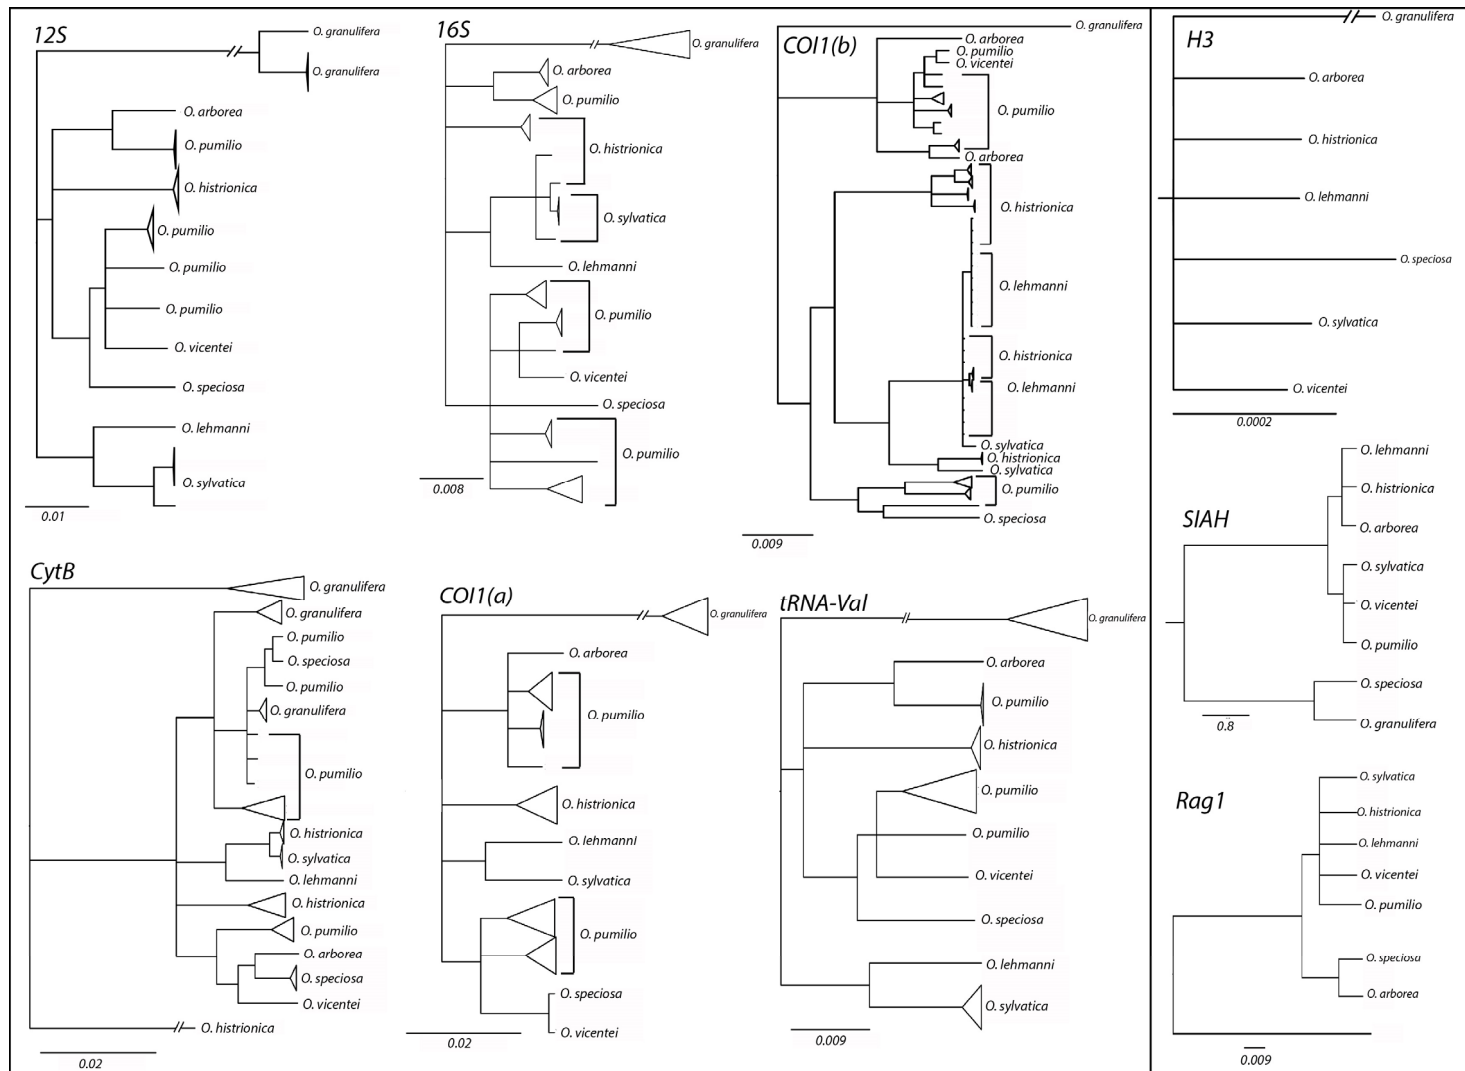 12S
O. granulifera
O. granulifera
O. arborea
O. pumilio
O. histrionica
O. pumilio
O. pumilio
O. pumilio
O. vicentei
O. speciosa
O. lehmanni
O. sylvatica
0.01
16S
O. granulifera
O. arborea
O. pumilio
O. histrionica
O. sylvatica
O. lehmanni
O. pumilio
O. vicentei
O. speciosa
O. pumilio
0.008
COI1(b)
O. granulifera
O. arborea
O. pumilio
O. vicentei
O. pumilio
O. arborea
O. histrionica
O. lehmanni
O. histrionica
O. lehmanni
O. sylvatica
O. histrionica
O. sylvatica
O. pumilio
O. speciosa
0.009
H3
O. granulifera
O. arborea
O. histrionica
O. lehmanni
O. speciosa
O. sylvatica
O. vicentei
0.0002
SIAH
O. lehmanni
O. histrionica
O. arborea
O. sylvatica
O. vicentei
O. pumilio
O. speciosa
O. granulifera
0.8
CytB
O. granulifera
O. granulifera
O. pumilio
O. speciosa
O. pumilio
O. granulifera
O. pumilio
O. histrionica
O. sylvatica
O. lehmanni
O. histrionica
O. pumilio
O. arborea
O. speciosa
O. vicentei
O. histrionica
0.02
COI1(a)
O. granulifera
O. arborea
O. pumilio
O. histrionica
O. lehmanni
O. sylvatica
O. pumilio
O. speciosa
O. vicentei
0.02
tRNA-Val
O. granulifera
O. arborea
O. pumilio
O. histrionica
O. pumilio
O. pumilio
O. vicentei
O. speciosa
O. lehmanni
O. sylvatica
0.009
Rag1
O. sylvatica
O. histrionica
O. lehmanni
O. vicentei
O. pumilio
O. speciosa
O. arborea
0.009